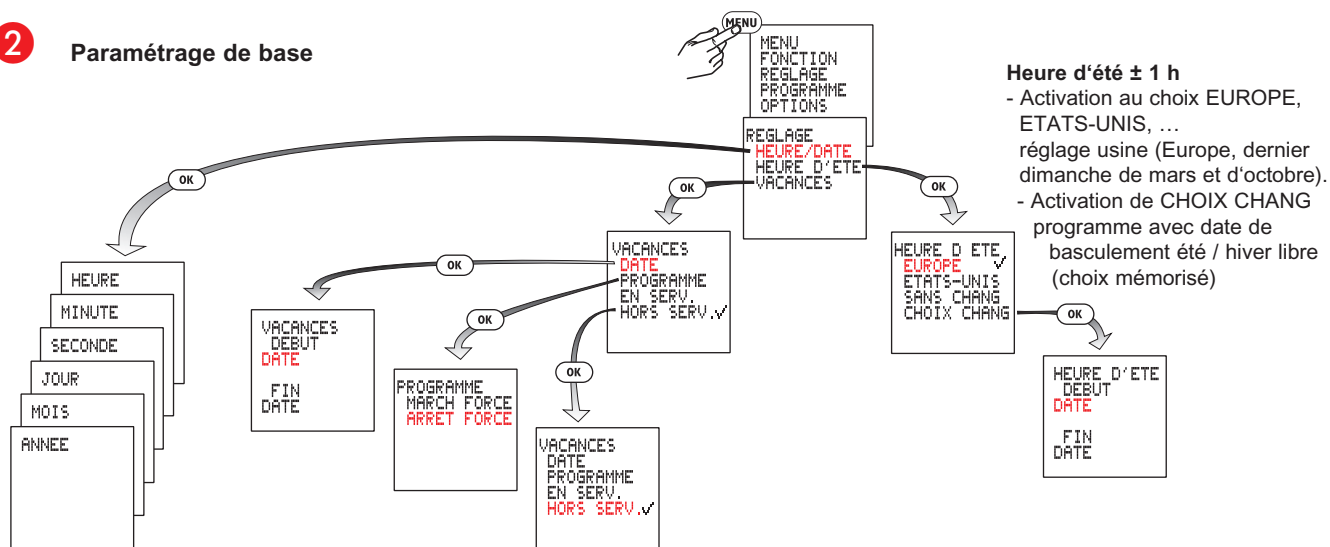 2
Paramétrage de base
MENU
MENU
FONCTION
REGLAGE
PROGRAMME
OPTIONS
REGLAGE
HEURE/DATE
HEURE D'ETE
VACANCES
Heure d‘été ± 1 h
- Activation au choix EUROPE,
ETATS-UNIS, …
réglage usine (Europe, dernier
dimanche de mars et d‘octobre).
- Activation de CHOIX CHANG
programme avec date de
basculement été / hiver libre
(choix mémorisé)
OK
OK
OK
HEURE
MINUTE
SECONDE
JOUR
MOIS
ANNEE
VACANCES
DATE
PROGRAMME
EN SERV.
HORS SERV.✓
HEURE D ETE
EUROPE ✓
ETATS-UNIS
SANS CHANG
CHOIX CHANG
OK
OK
OK
OK
VACANCES
DEBUT
DATE
FIN
DATE
PROGRAMME
MARCH FORCE
ARRET FORCE
VACANCES
DATE
PROGRAMME
EN SERV.
HORS SERV.✓
HEURE D'ETE
DEBUT
DATE
FIN
DATE